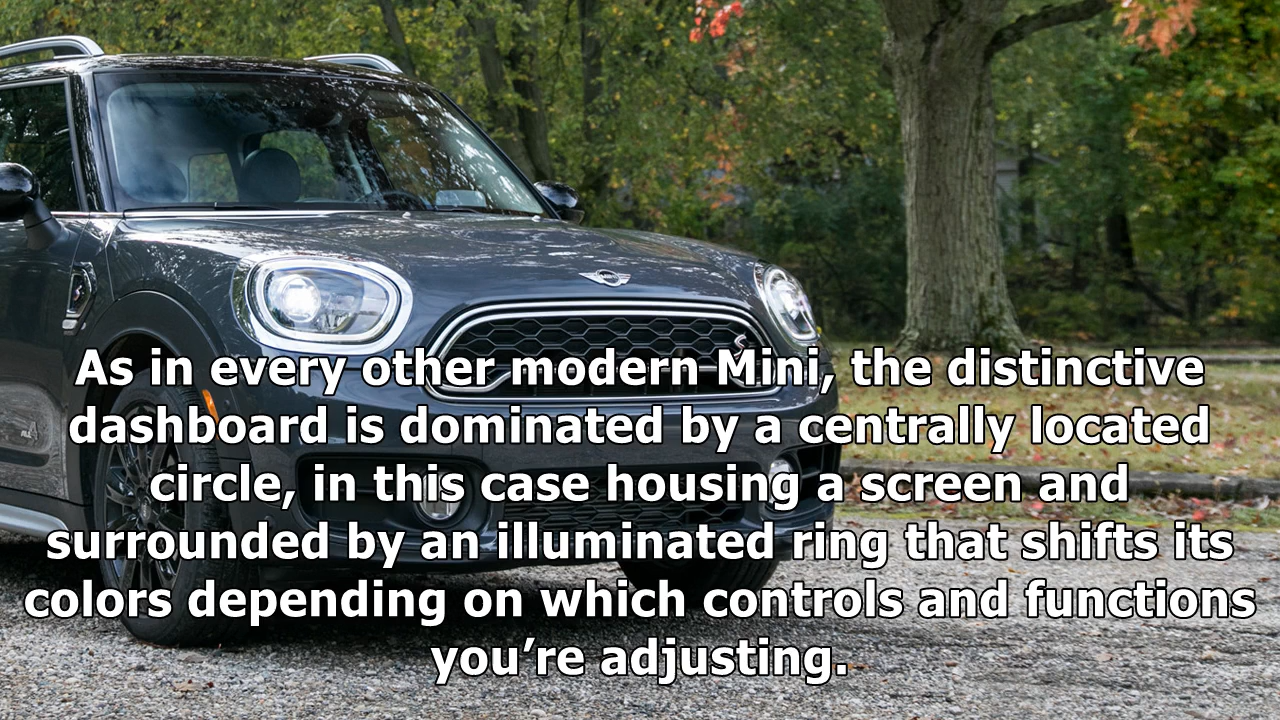 As in every other modern Mini, the distinctive
dashboard is dominated by a centrally located
circle, in this case housing a screen and
surrounded by an illuminated ring that shifts its
colors depending on which controls and functions
you’re adjusting.
S